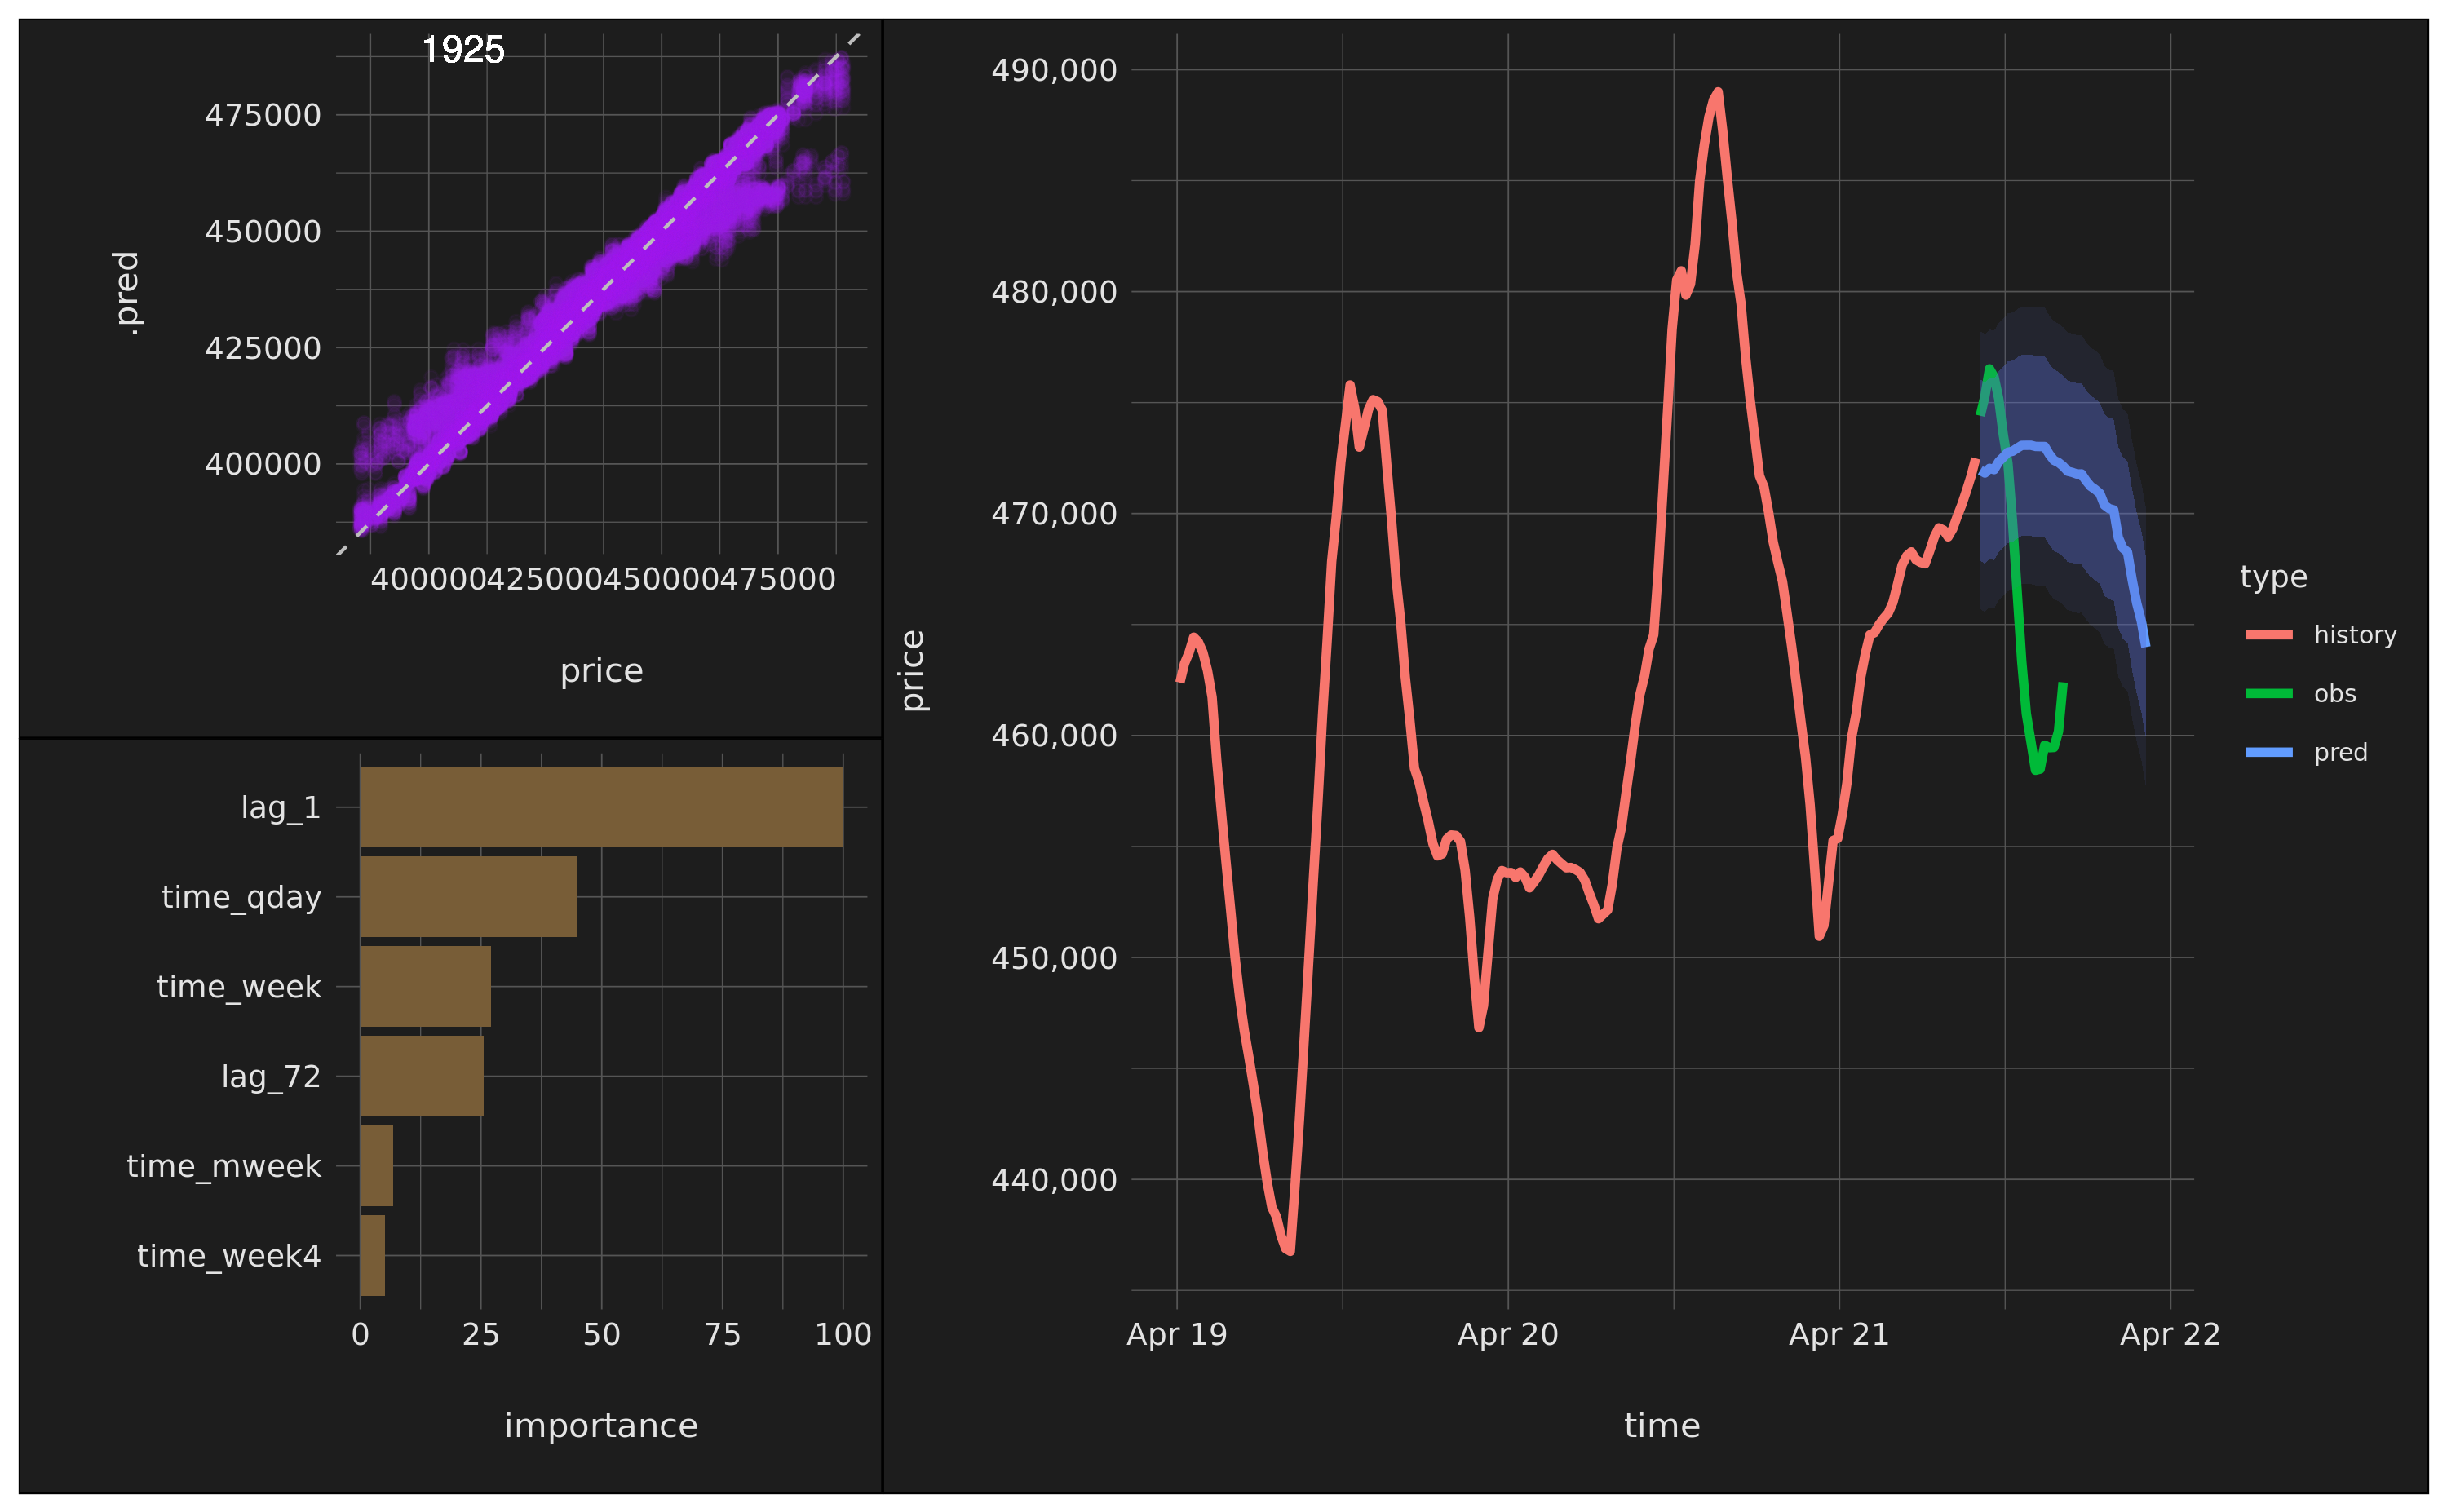 1925
475000
450000
425000
400000
.pred
400000425000450000475000
price
lag_1
time_qday
time_week
lag_72
time_mweek
time_week4
0 25 50 75 100
importance
490,000
480,000
470,000
460,000
450,000
440,000
price
Apr 19 Apr 20 Apr 21 Apr 22
time
type
history
obs
pred